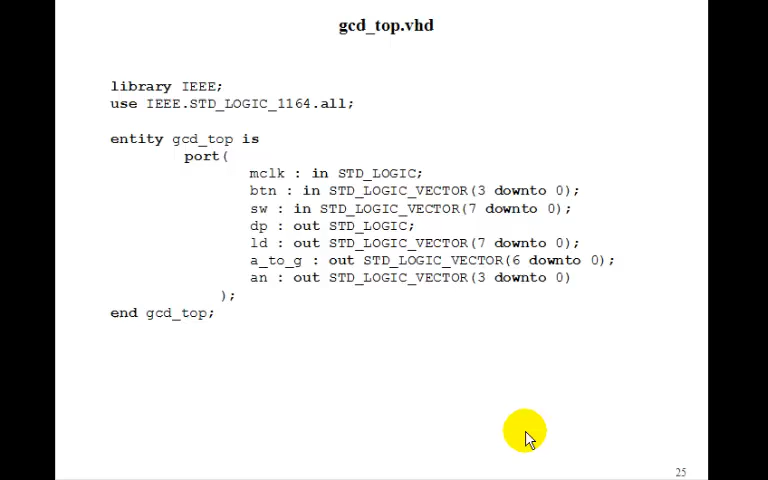 gcd_top.vhd
library IEEE;
use IEEE.STD_LOGIC_1164.all;
entity gcd_top is
port(
mclk : in STD_LOGIC;
btn : in STD_LOGIC_VECTOR(3 downto 0);
sw : in STD_LOGIC_VECTOR(7 downto 0);
dp : out STD_LOGIC;
ld : out STD_LOGIC_VECTOR(7 downto 0);
a_to_g : out STD_LOGIC_VECTOR(6 downto 0);
an : out STD_LOGIC_VECTOR(3 downto 0)
);
end gcd_top;
25